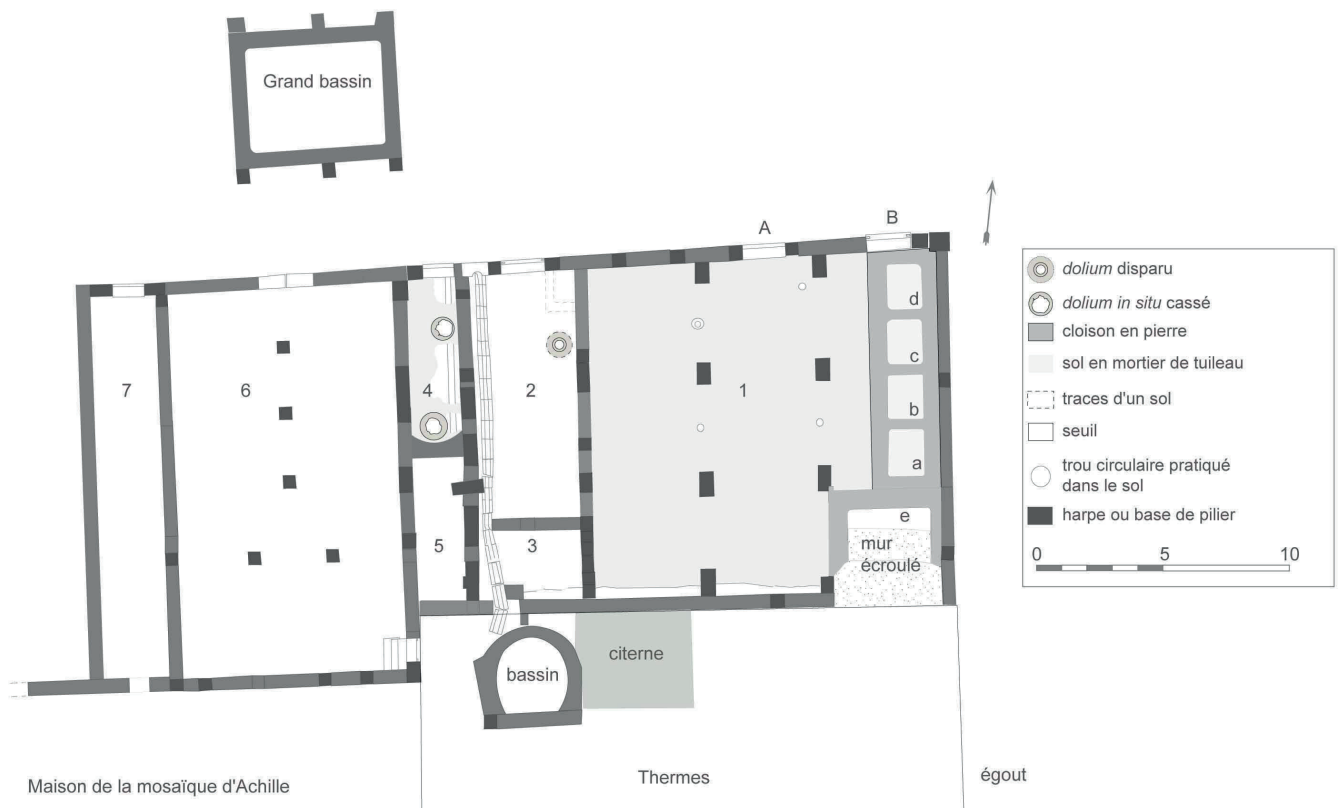 Grand bassin
A
B
d
c
b
a
e
1
2
3
4
5
6
7
mur
écroulé
bassin
citerne
Thermes
égout
Maison de la mosaïque d'Achille
dolium disparu
dolium in situ cassé
cloison en pierre
sol en mortier de tuileau
traces d'un sol
seuil
trou circulaire pratiqué
dans le sol
harpe ou base de pilier
0 5 10